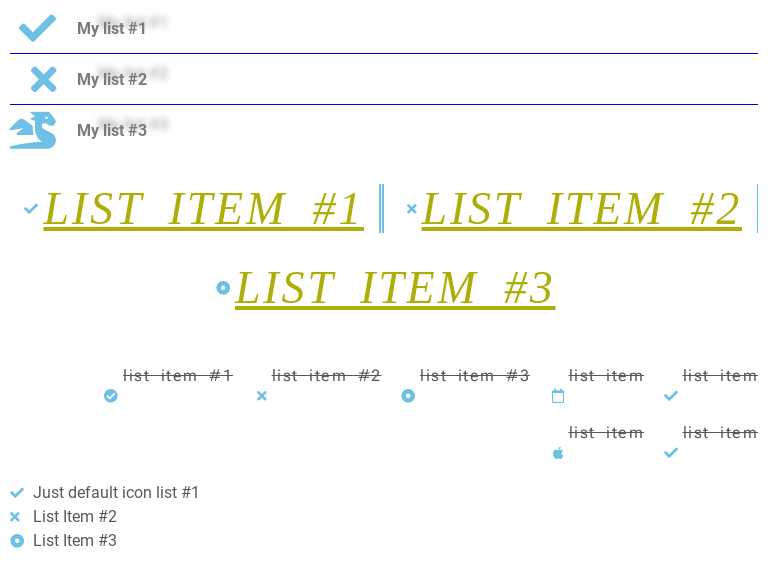 My list #1
My list #2
My list #3
LIST ITEM #1 LIST ITEM #2
LIST ITEM #3
list item #1 list item #2 list item #3 list item list item
list item list item
Just default icon list #1
List Item #2
List Item #3